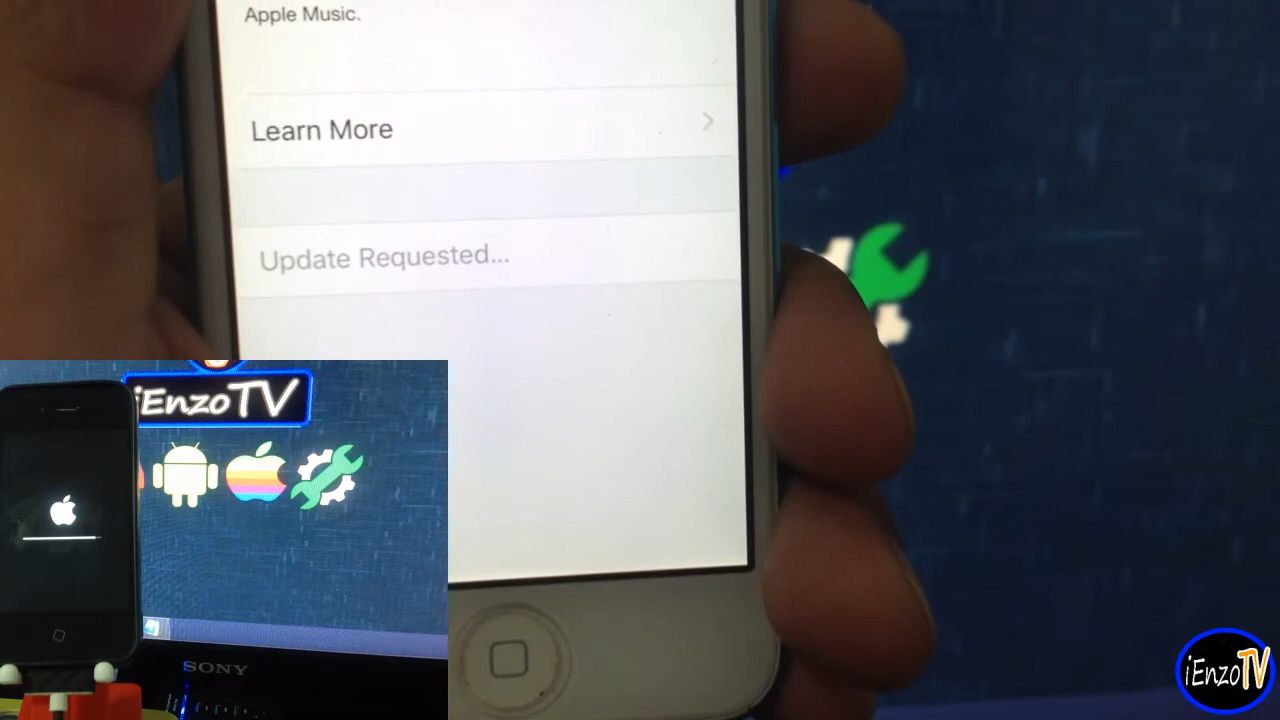 Apple Music.
Learn More
Update Requested...
iEnzoTV
SONY
iEnzoTV